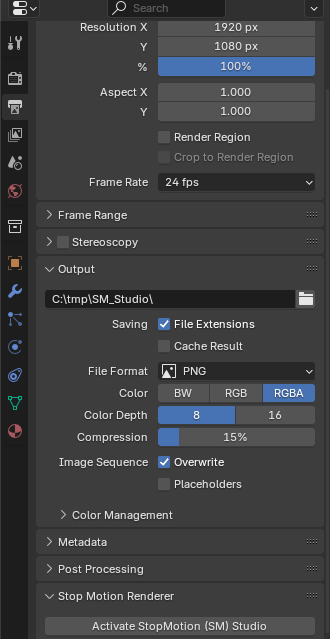 Search
Resolution X 1920 px
Y 1080 px
% 100%
Aspect X 1.000
Y 1.000
Render Region
Crop to Render Region
Frame Rate 24 fps
Frame Range
Stereoscopy
Output
C:\tmp\SM_Studio\
Saving File Extensions
Cache Result
File Format PNG
Color BW RGB RGBA
Color Depth 8 16
Compression 15%
Image Sequence Overwrite
Placeholders
Color Management
Metadata
Post Processing
Stop Motion Renderer
Activate StopMotion (SM) Studio